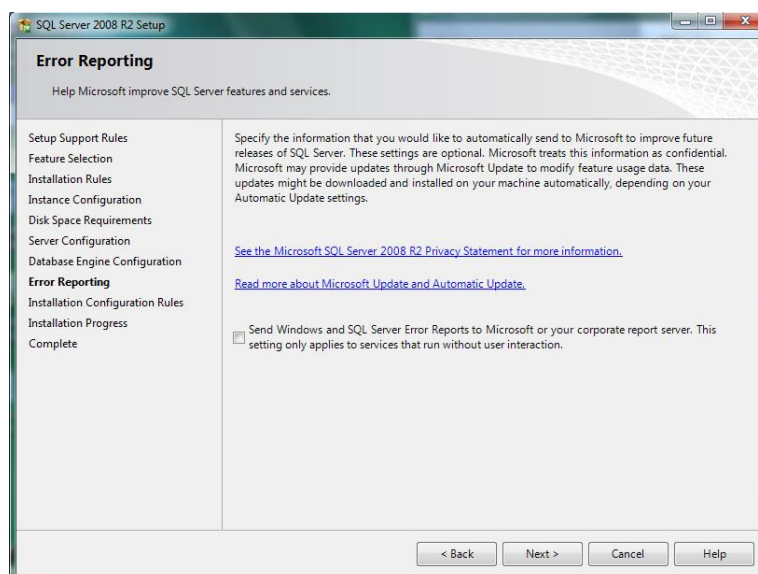 SQL Server 2008 R2 Setup
Error Reporting
Help Microsoft improve SQL Server features and services.
Setup Support Rules
Feature Selection
Installation Rules
Instance Configuration
Disk Space Requirements
Server Configuration
Database Engine Configuration
Error Reporting
Installation Configuration Rules
Installation Progress
Complete
Specify the information that you would like to automatically send to Microsoft to improve future
releases of SQL Server. These settings are optional. Microsoft treats this information as confidential.
Microsoft may provide updates through Microsoft Update to modify feature usage data. These
updates might be downloaded and installed on your machine automatically, depending on your
Automatic Update settings.
See the Microsoft SQL Server 2008 R2 Privacy Statement for more information.
Read more about Microsoft Update and Automatic Update.
Send Windows and SQL Server Error Reports to Microsoft or your corporate report server. This
setting only applies to services that run without user interaction.
< Back Next > Cancel Help